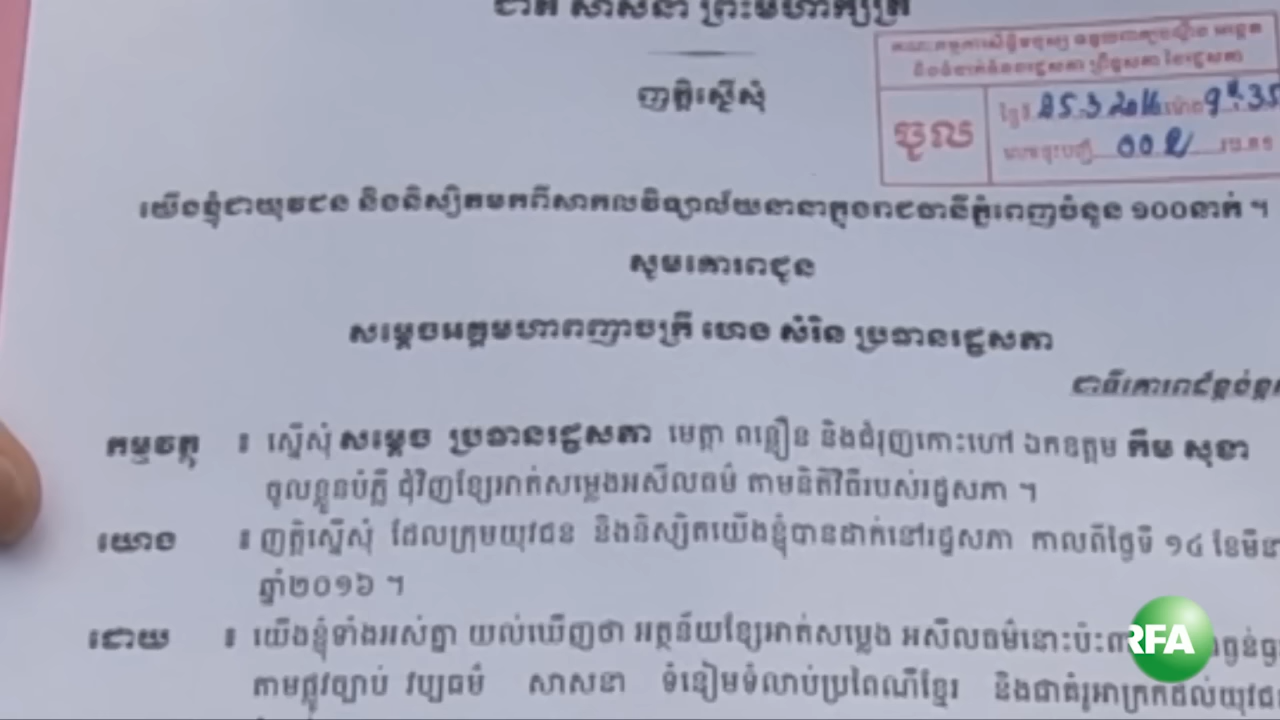 ជាតិ សាសនា ព្រះមហាក្សត្រ
ញត្តិស្នើសុំ
ចូល
ថ្ងៃទី 25.3.2016 ម៉ោង 9:35
លេខចុះបញ្ជី 002
យើងខ្ញុំជាយុវជន និងនិស្សិតមកពីសាកលវិទ្យាល័យនានាក្នុងរាជធានីភ្នំពេញចំនួន ១០០នាក់ ។
សូមគោរពជូន
សម្ដេចអគ្គមហាពញាចក្រី ហេង សំរិន ប្រធានរដ្ឋសភា
ជាទីគោរពដ៏ខ្ពង់ខ្ពស់
កម្មវត្ថុ ៖ ស្នើសុំ សម្ដេច ប្រធានរដ្ឋសភា មេត្តា ពន្លឿន និងជំរុញកោះហៅ ឯកឧត្តម កឹម សុខា
ចូលខ្លួនបំភ្លឺ ជុំវិញខ្សែអាត់សម្លេងអសីលធម៌ តាមនិតិវិធីរបស់រដ្ឋសភា ។
យោង ៖ ញត្តិស្នើសុំ ដែលក្រុមយុវជន និងនិស្សិតយើងខ្ញុំបានដាក់នៅរដ្ឋសភា កាលពីថ្ងៃទី ១៤ ខែមីនា
ឆ្នាំ២០១៦ ។
ដោយ ៖ យើងខ្ញុំទាំងអស់គ្នា យល់ឃើញថា អត្ថន័យខ្សែអាត់សម្លេង អសីលធម៌នោះប៉ះពាល់
តាមផ្លូវច្បាប់ វប្បធម៌ សាសនា ទំនៀមទំលាប់ប្រពៃណីខ្មែរ និងជាគំរូអាក្រក់ដល់យុវជន
RFA